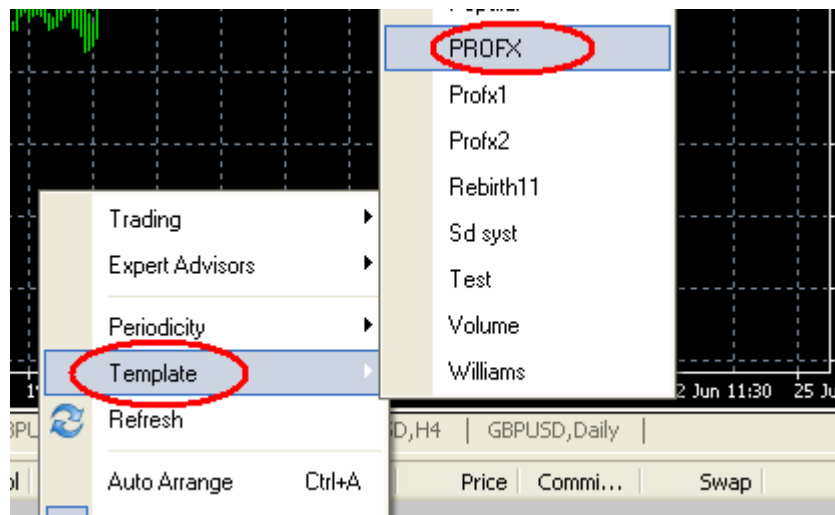 PROFX
Profx1
Profx2
Rebirth11
Sd syst
Test
Volume
Williams
Trading
Expert Advisors
Periodicity
Template
Refresh
Auto Arrange Ctrl+A
2 Jun 11:30 25 Ju
D,H4 | GBPUSD,Daily |
Price Commi... Swap